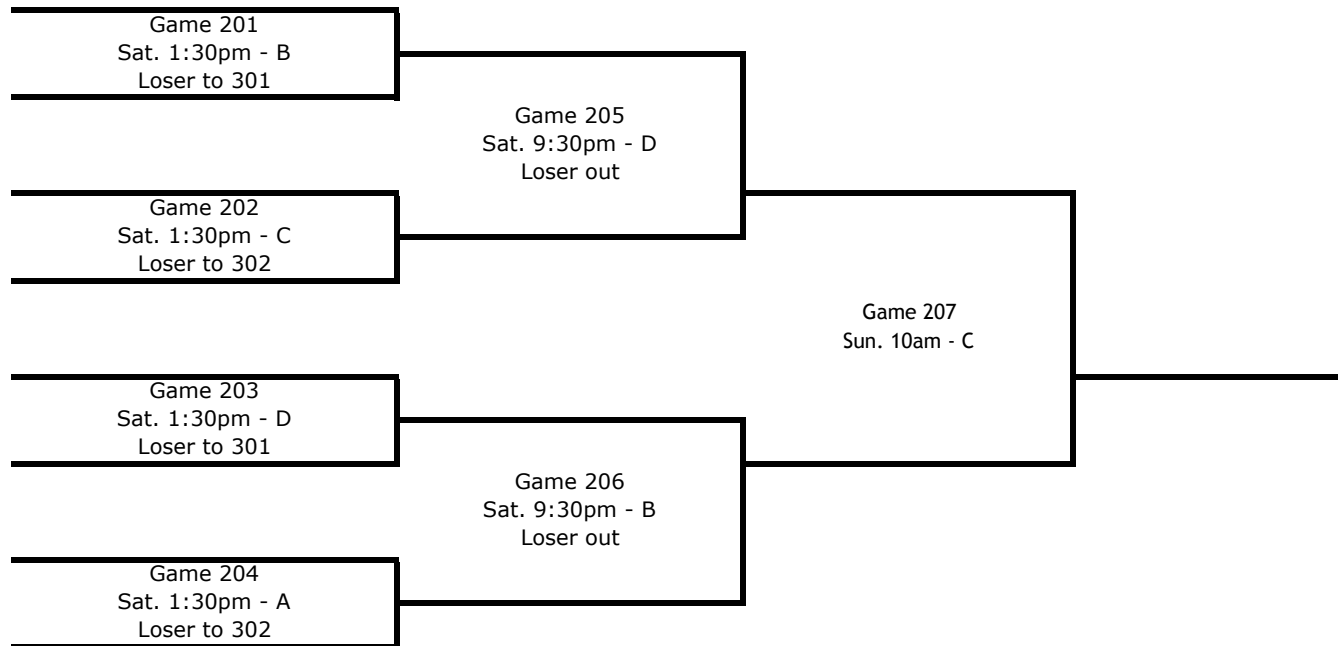 Game 201
Sat. 1:30pm - B
Loser to 301
Game 205
Sat. 9:30pm - D
Loser out
Game 202
Sat. 1:30pm - C
Loser to 302
Game 207
Sun. 10am - C
Game 203
Sat. 1:30pm - D
Loser to 301
Game 206
Sat. 9:30pm - B
Loser out
Game 204
Sat. 1:30pm - A
Loser to 302